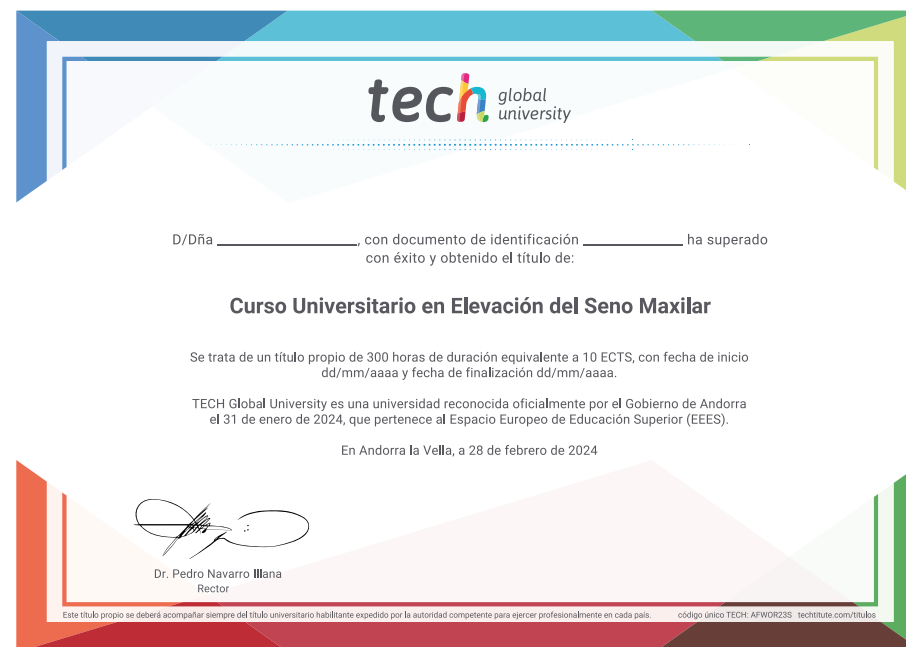 tech global university
D/Dña ______________, con documento de identificación __________ ha superado
con éxito y obtenido el título de:
Curso Universitario en Elevación del Seno Maxilar
Se trata de un título propio de 300 horas de duración equivalente a 10 ECTS, con fecha de inicio
dd/mm/aaaa y fecha de finalización dd/mm/aaaa.
TECH Global University es una universidad reconocida oficialmente por el Gobierno de Andorra
el 31 de enero de 2024, que pertenece al Espacio Europeo de Educación Superior (EEES).
En Andorra la Vella, a 28 de febrero de 2024
Dr. Pedro Navarro Illana
Rector
Este título propio se deberá acompañar siempre del título universitario habilitante expedido por la autoridad competente para ejercer profesionalmente en cada país. código único TECH: AFWOR23S techtitute.com/titulos